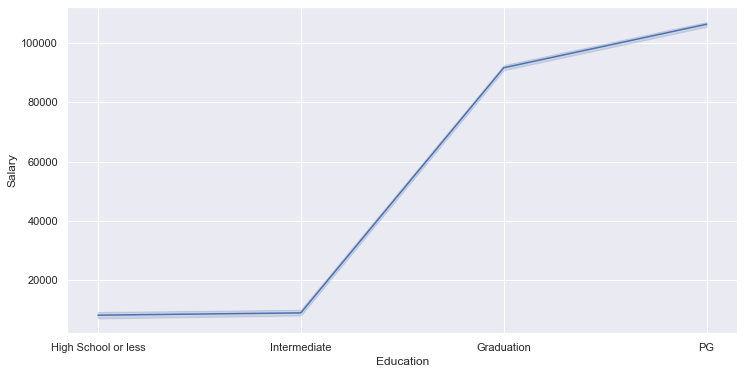 100000
80000
60000
40000
20000
Salary
High School or less Intermediate Graduation PG
Education